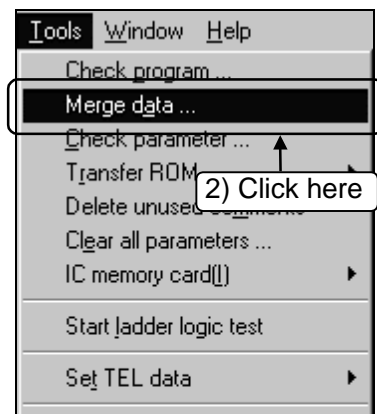 Tools Window Help
Check program ...
Merge data ...
Check parameter ...
Transfer ROM
2) Click here
Delete unused comments
Clear all parameters ...
IC memory card(I)
Start ladder logic test
Set TEL data